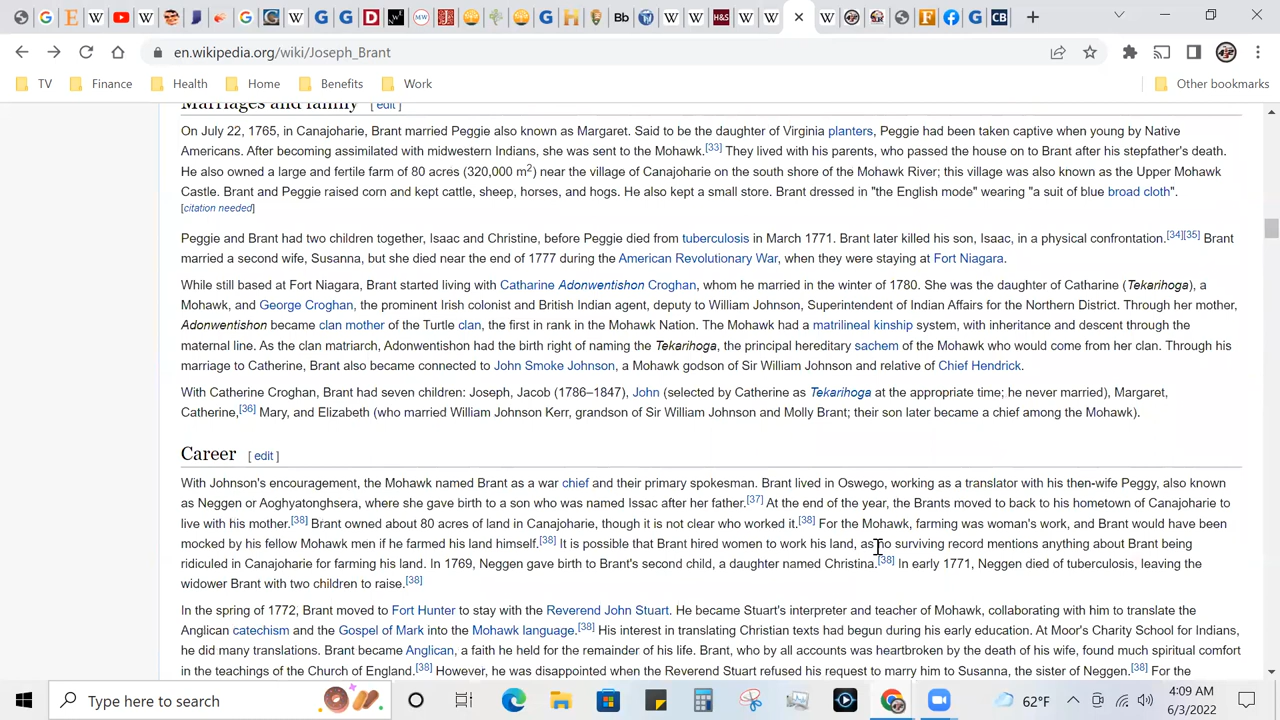 en.wikipedia.org/wiki/Joseph_Brant
TV Finance Health Home Benefits Work Other bookmarks
Marriages and family [ edit ]
On July 22, 1765, in Canajoharie, Brant married Peggie also known as Margaret. Said to be the daughter of Virginia planters, Peggie had been taken captive when young by Native
Americans. After becoming assimilated with midwestern Indians, she was sent to the Mohawk.[33] They lived with his parents, who passed the house on to Brant after his stepfather's death.
He also owned a large and fertile farm of 80 acres (320,000 m2) near the village of Canajoharie on the south shore of the Mohawk River; this village was also known as the Upper Mohawk
Castle. Brant and Peggie raised corn and kept cattle, sheep, horses, and hogs. He also kept a small store. Brant dressed in "the English mode" wearing "a suit of blue broad cloth".
[citation needed]
Peggie and Brant had two children together, Isaac and Christine, before Peggie died from tuberculosis in March 1771. Brant later killed his son, Isaac, in a physical confrontation.[34][35] Brant
married a second wife, Susanna, but she died near the end of 1777 during the American Revolutionary War, when they were staying at Fort Niagara.
While still based at Fort Niagara, Brant started living with Catharine Adonwentishon Croghan, whom he married in the winter of 1780. She was the daughter of Catharine (Tekarihoga), a
Mohawk, and George Croghan, the prominent Irish colonist and British Indian agent, deputy to William Johnson, Superintendent of Indian Affairs for the Northern District. Through her mother,
Adonwentishon became clan mother of the Turtle clan, the first in rank in the Mohawk Nation. The Mohawk had a matrilineal kinship system, with inheritance and descent through the
maternal line. As the clan matriarch, Adonwentishon had the birth right of naming the Tekarihoga, the principal hereditary sachem of the Mohawk who would come from her clan. Through his
marriage to Catherine, Brant also became connected to John Smoke Johnson, a Mohawk godson of Sir William Johnson and relative of Chief Hendrick.
With Catherine Croghan, Brant had seven children: Joseph, Jacob (1786–1847), John (selected by Catherine as Tekarihoga at the appropriate time; he never married), Margaret,
Catherine,[36] Mary, and Elizabeth (who married William Johnson Kerr, grandson of Sir William Johnson and Molly Brant; their son later became a chief among the Mohawk).
Career [ edit ]
With Johnson's encouragement, the Mohawk named Brant as a war chief and their primary spokesman. Brant lived in Oswego, working as a translator with his then-wife Peggy, also known
as Neggen or Aoghyatonghsera, where she gave birth to a son who was named Issac after her father.[37] At the end of the year, the Brants moved to back to his hometown of Canajoharie to
live with his mother.[38] Brant owned about 80 acres of land in Canajoharie, though it is not clear who worked it.[38] For the Mohawk, farming was woman's work, and Brant would have been
mocked by his fellow Mohawk men if he farmed his land himself.[38] It is possible that Brant hired women to work his land, as no surviving record mentions anything about Brant being
ridiculed in Canajoharie for farming his land. In 1769, Neggen gave birth to Brant's second child, a daughter named Christina.[38] In early 1771, Neggen died of tuberculosis, leaving the
widower Brant with two children to raise.[38]
In the spring of 1772, Brant moved to Fort Hunter to stay with the Reverend John Stuart. He became Stuart's interpreter and teacher of Mohawk, collaborating with him to translate the
Anglican catechism and the Gospel of Mark into the Mohawk language.[38] His interest in translating Christian texts had begun during his early education. At Moor's Charity School for Indians,
he did many translations. Brant became Anglican, a faith he held for the remainder of his life. Brant, who by all accounts was heartbroken by the death of his wife, found much spiritual comfort
in the teachings of the Church of England.[38] However, he was disappointed when the Reverend Stuart refused his request to marry him to Susanna, the sister of Neggen.[38] For the
Type here to search
62°F
4:09 AM
6/3/2022